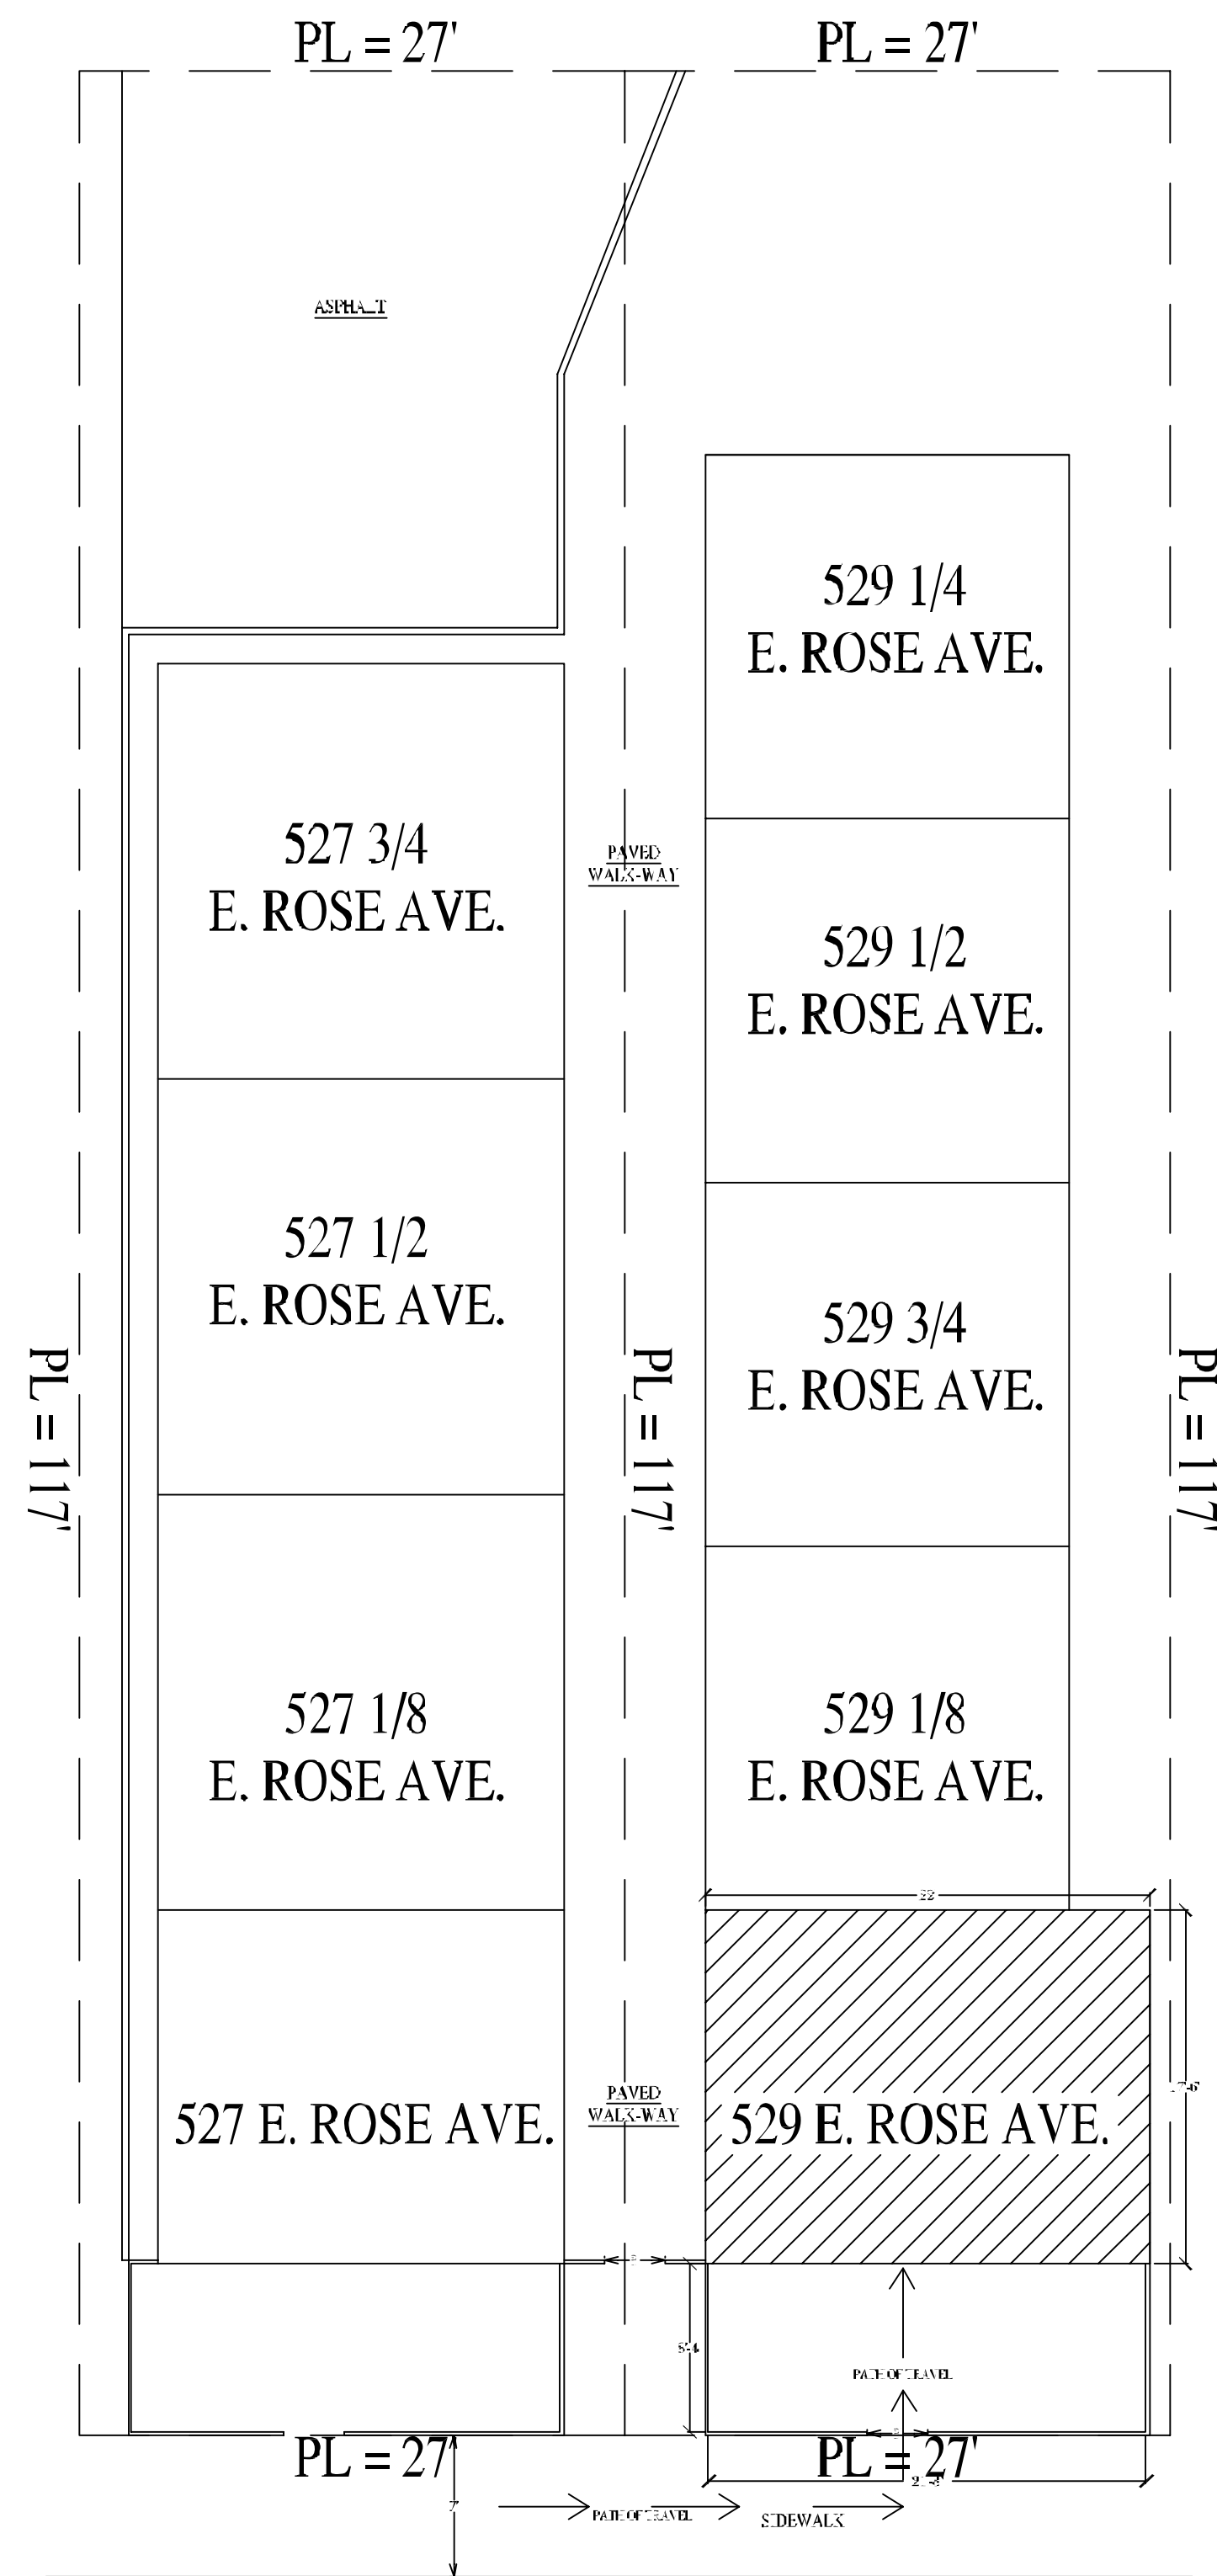 PL = 27'
PL = 27'
ASPHALT
529 1/4
E. ROSE AVE.
527 3/4
E. ROSE AVE.
PAVED
WALK-WAY
529 1/2
E. ROSE AVE.
527 1/2
E. ROSE AVE.
529 3/4
E. ROSE AVE.
PL = 117'
PL = 117'
PL = 117'
527 1/8
E. ROSE AVE.
529 1/8
E. ROSE AVE.
22'
PAVED
WALK-WAY
527 E. ROSE AVE.
529 E. ROSE AVE.
PATH OF TRAVEL
PL = 27'
PL = 27'
7'
PATH OF TRAVEL
SIDEWALK